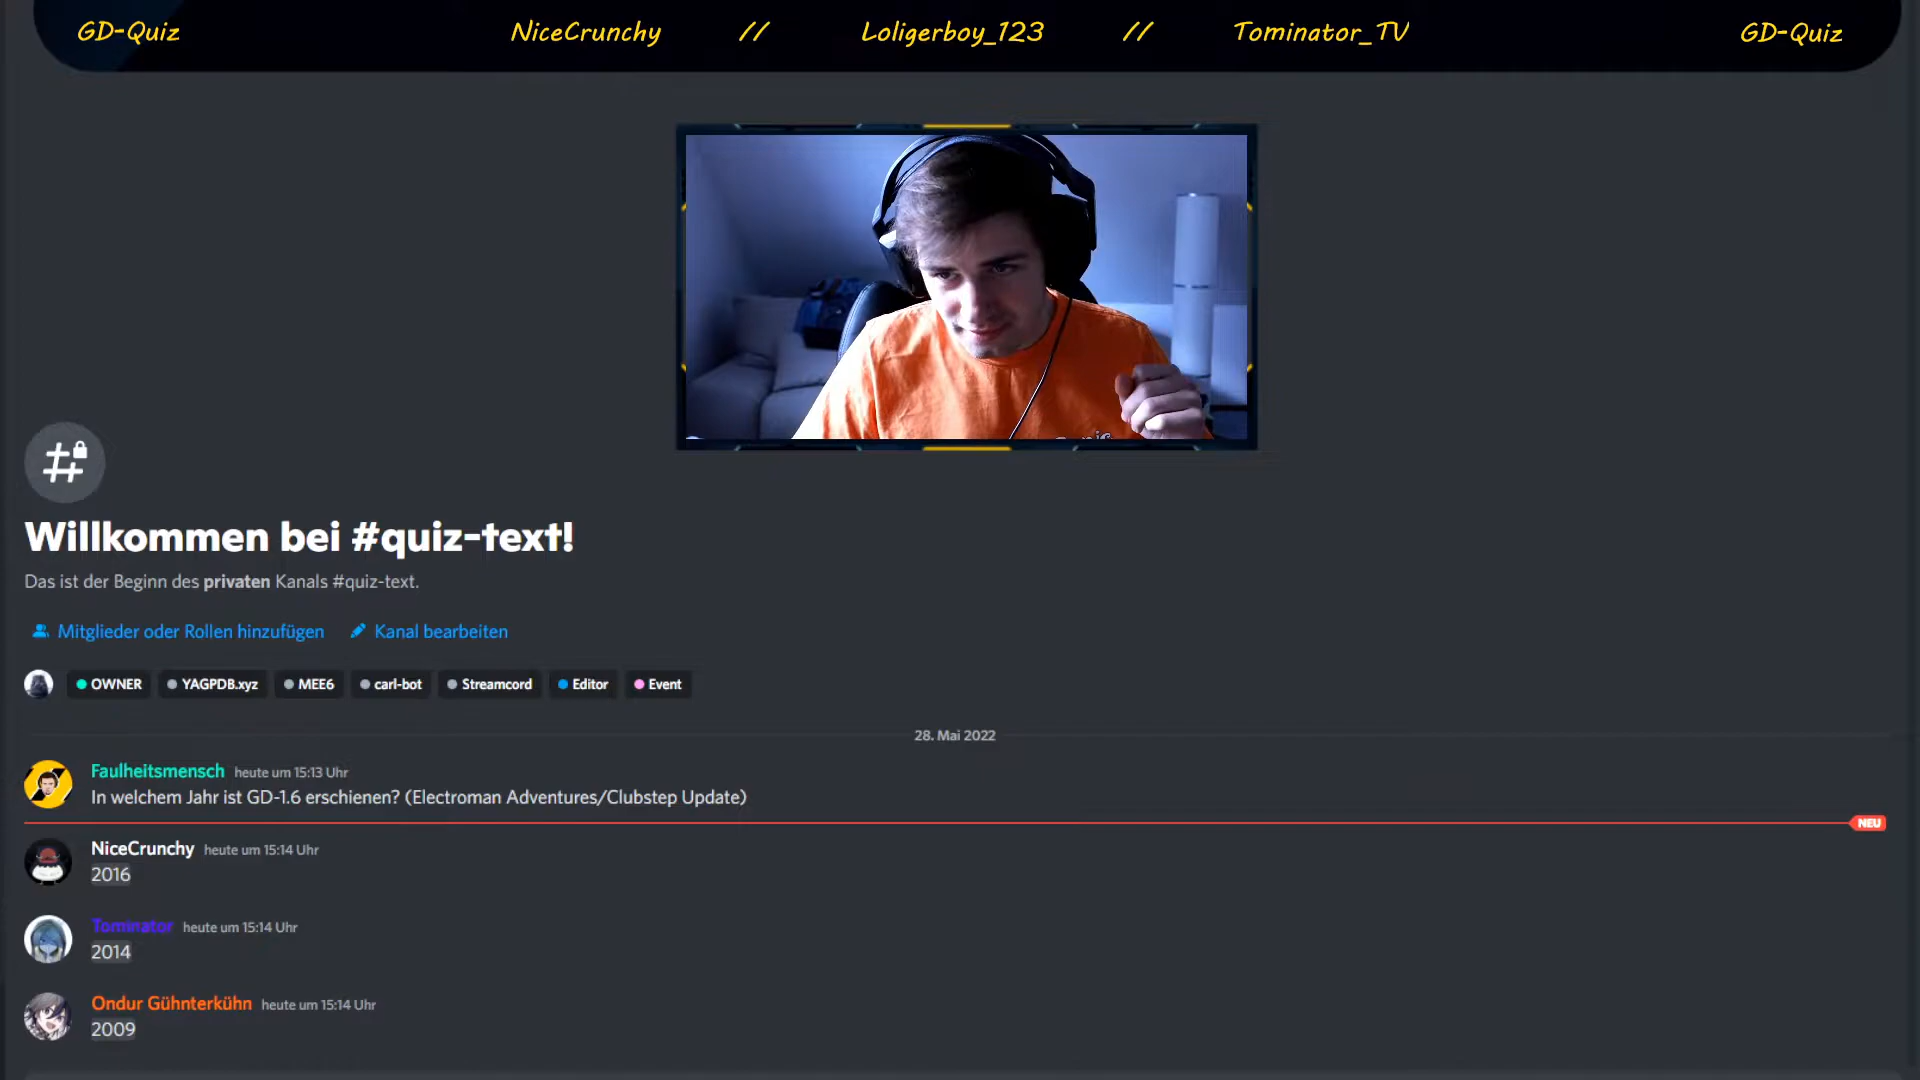 GD-Quiz NiceCrunchy // Loligerboy_123 // Tominator_TV GD-Quiz
Willkommen bei #quiz-text!
Das ist der Beginn des privaten Kanals #quiz-text.
Mitglieder oder Rollen hinzufügen Kanal bearbeiten
OWNER YAGPDB.xyz MEE6 carl-bot Streamcord Editor Event
28. Mai 2022
Faulheitsmensch heute um 15:13 Uhr
In welchem Jahr ist GD-1.6 erschienen? (Electroman Adventures/Clubstep Update)
NEU
NiceCrunchy heute um 15:14 Uhr
2016
Tominator heute um 15:14 Uhr
2014
Ondur Gühnterkühn heute um 15:14 Uhr
2009